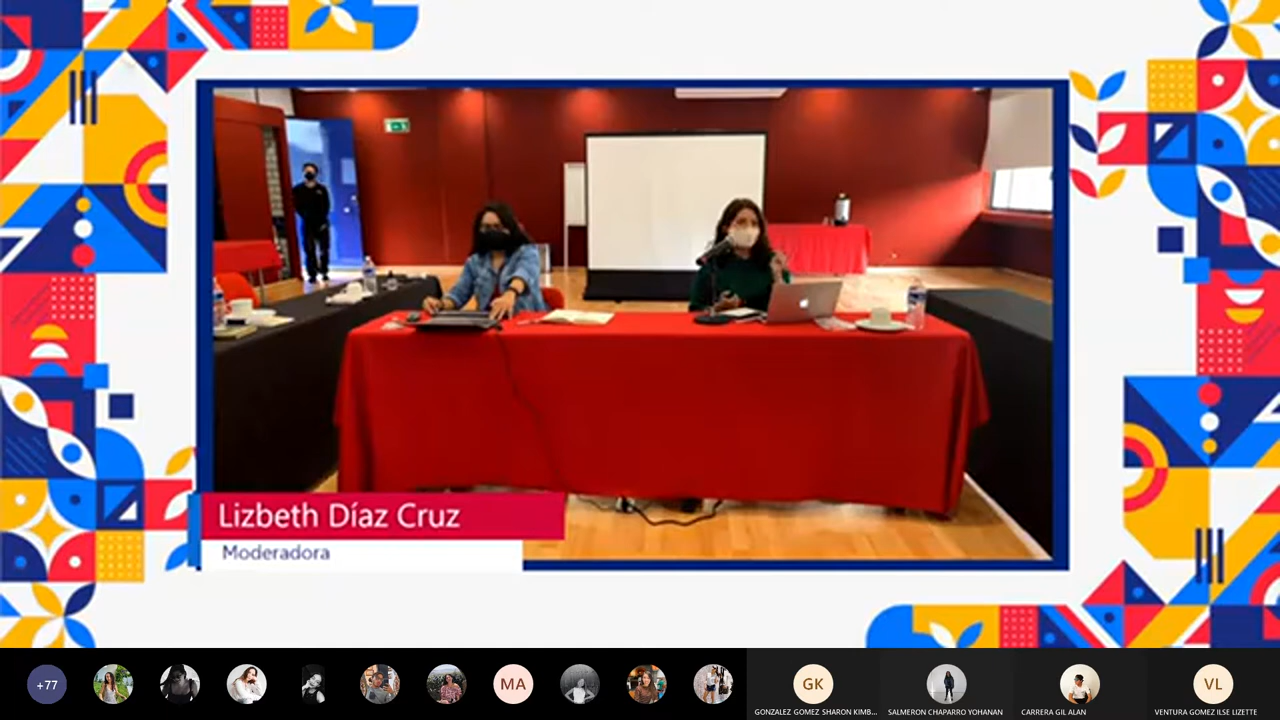 Lizbeth Díaz Cruz
Moderadora
+77
MA
GK
VL
GONZALEZ GOMEZ SHARON KIMB...
SALMERON CHAPARRO YOHANAN
CARRERA GIL ALAN
VENTURA GOMEZ ILSE LIZETTE